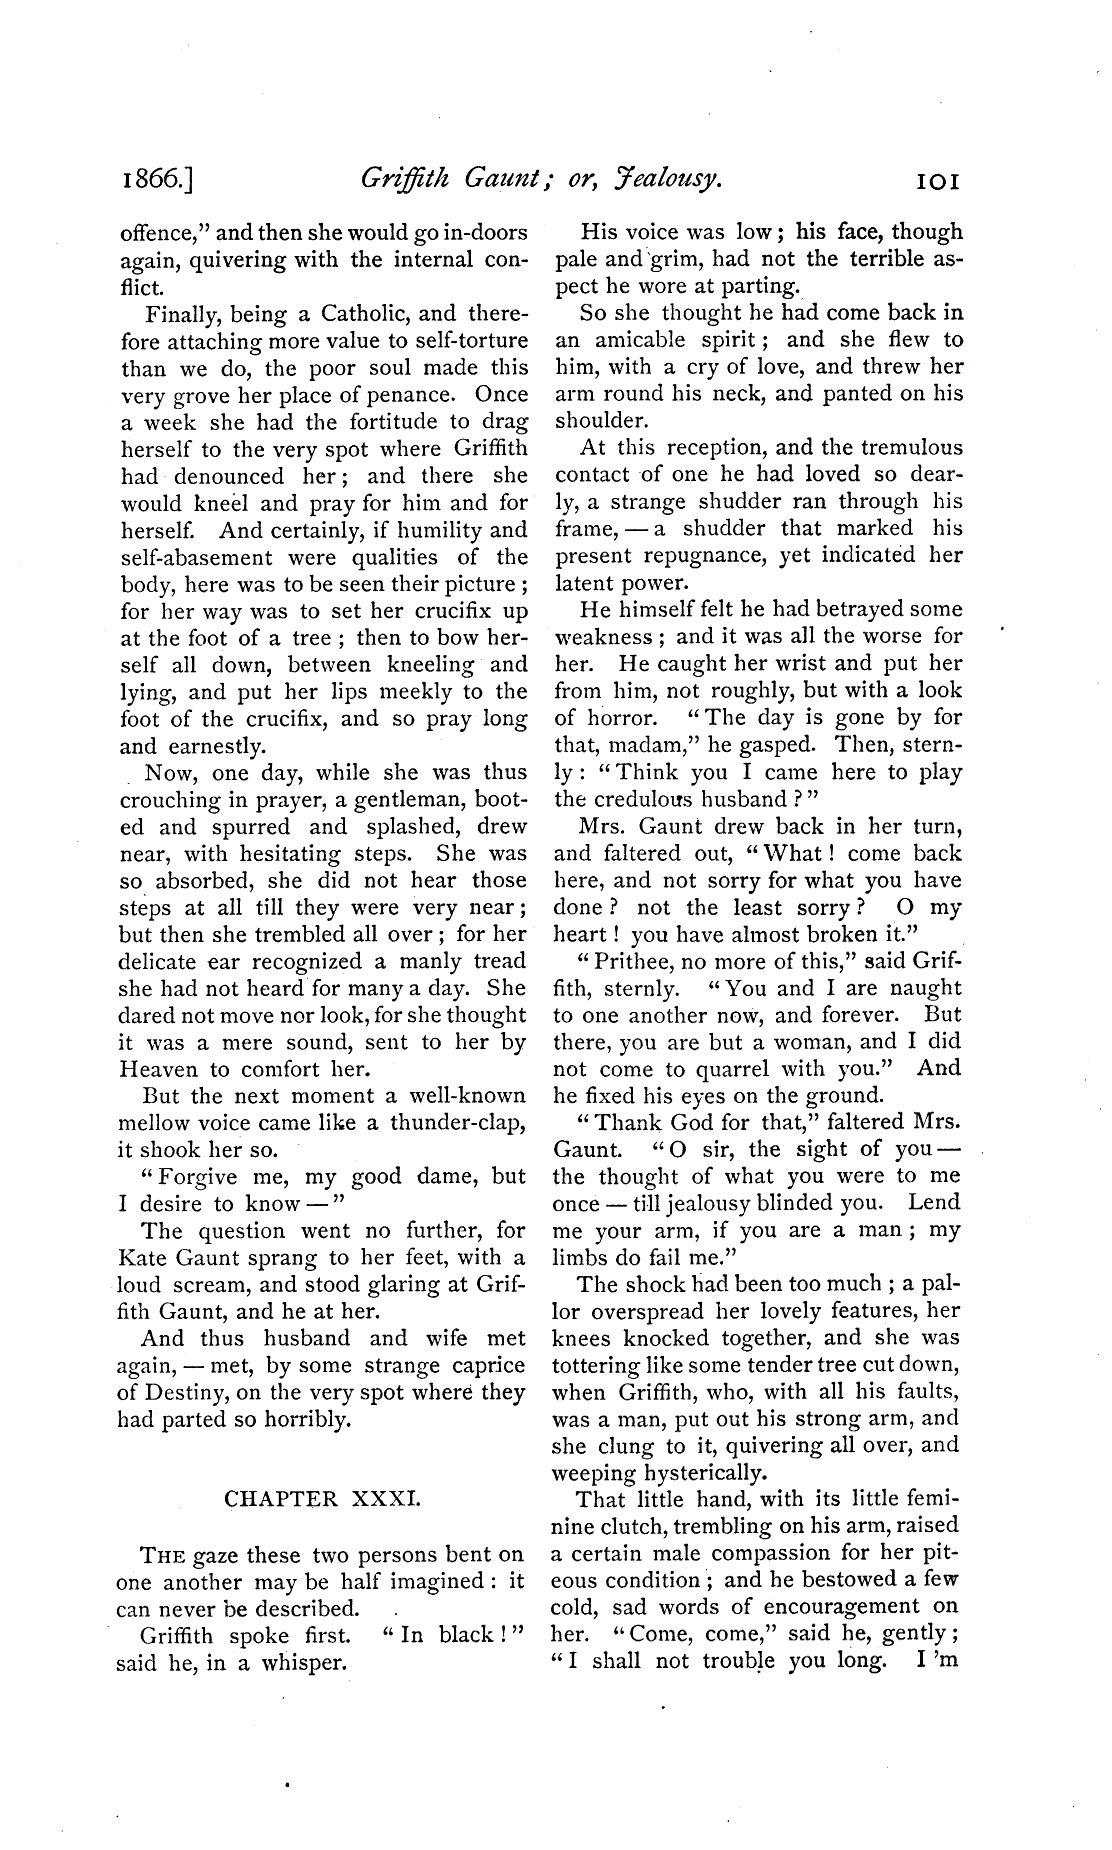 1866.] Griffith Gaunt; or, Jealousy. 101
offence,” and then she would go in-doors
again, quivering with the internal con-
flict.
Finally, being a Catholic, and there-
fore attaching more value to self-torture
than we do, the poor soul made this
very grove her place of penance. Once
a week she had the fortitude to drag
herself to the very spot where Griffith
had denounced her; and there she
would kneel and pray for him and for
herself. And certainly, if humility and
self-abasement were qualities of the
body, here was to be seen their picture;
for her way was to set her crucifix up
at the foot of a tree; then to bow her-
self all down, between kneeling and
lying, and put her lips meekly to the
foot of the crucifix, and so pray long
and earnestly.
Now, one day, while she was thus
crouching in prayer, a gentleman, boot-
ed and spurred and splashed, drew
near, with hesitating steps. She was
so absorbed, she did not hear those
steps at all till they were very near;
but then she trembled all over; for her
delicate ear recognized a manly tread
she had not heard for many a day. She
dared not move nor look, for she thought
it was a mere sound, sent to her by
Heaven to comfort her.
But the next moment a well-known
mellow voice came like a thunder-clap,
it shook her so.
“Forgive me, my good dame, but
I desire to know—”
The question went no further, for
Kate Gaunt sprang to her feet, with a
loud scream, and stood glaring at Grif-
fith Gaunt, and he at her.
And thus husband and wife met
again,— met, by some strange caprice
of Destiny, on the very spot where they
had parted so horribly.
CHAPTER XXXI.
THE gaze these two persons bent on
one another may be half imagined: it
can never be described.
Griffith spoke first. “In black!”
said he, in a whisper.
His voice was low; his face, though
pale and grim, had not the terrible as-
pect he wore at parting.
So she thought he had come back in
an amicable spirit; and she flew to
him, with a cry of love, and threw her
arm round his neck, and panted on his
shoulder.
At this reception, and the tremulous
contact of one he had loved so dear-
ly, a strange shudder ran through his
frame,— a shudder that marked his
present repugnance, yet indicated her
latent power.
He himself felt he had betrayed some
weakness; and it was all the worse for
her. He caught her wrist and put her
from him, not roughly, but with a look
of horror. “The day is gone by for
that, madam,” he gasped. Then, stern-
ly: “Think you I came here to play
the credulous husband?”
Mrs. Gaunt drew back in her turn,
and faltered out, “What! come back
here, and not sorry for what you have
done? not the least sorry? O my
heart! you have almost broken it.”
“Prithee, no more of this,” said Grif-
fith, sternly. “You and I are naught
to one another now, and forever. But
there, you are but a woman, and I did
not come to quarrel with you.” And
he fixed his eyes on the ground.
“Thank God for that,” faltered Mrs.
Gaunt. “O sir, the sight of you—
the thought of what you were to me
once — till jealousy blinded you. Lend
me your arm, if you are a man; my
limbs do fail me.”
The shock had been too much; a pal-
lor overspread her lovely features, her
knees knocked together, and she was
tottering like some tender tree cut down,
when Griffith, who, with all his faults,
was a man, put out his strong arm, and
she clung to it, quivering all over, and
weeping hysterically.
That little hand, with its little femi-
nine clutch, trembling on his arm, raised
a certain male compassion for her pit-
eous condition; and he bestowed a few
cold, sad words of encouragement on
her. “Come, come,” said he, gently;
“I shall not trouble you long. I 'm